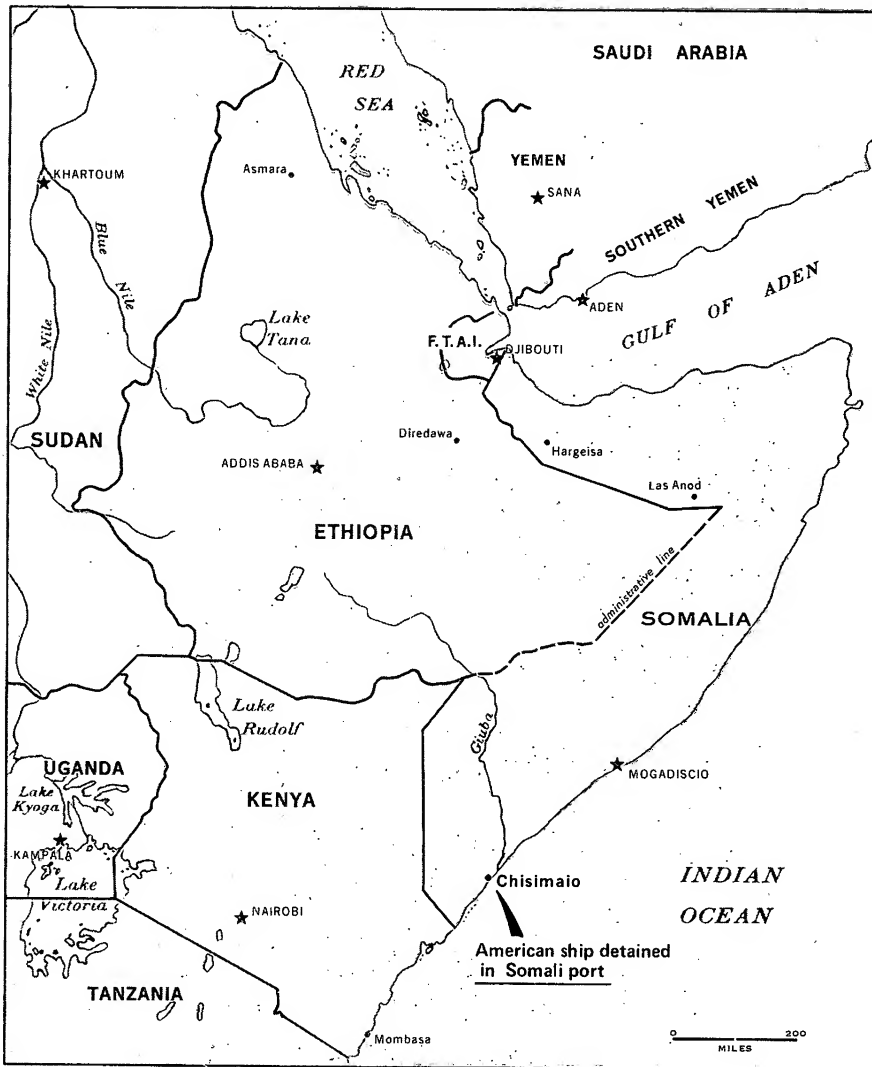 SAUDI ARABIA
RED
SEA
YEMEN
SANA
KHARTOUM
Asmara
SOUTHERN YEMEN
ADEN
GULF OF ADEN
Blue
Nile
White Nile
Lake
Tana
F.T.A.I.
DJIBOUTI
SUDAN
Diredawa
Hargeisa
ADDIS ABABA
Las Anod
ETHIOPIA
administrative line
SOMALIA
Lake
Rudolf
Giuba
UGANDA
Lake
Kyoga
KENYA
MOGADISCIO
KAMPALA
Lake
Victoria
Chisimaio
INDIAN
OCEAN
NAIROBI
American ship detained
in Somali port
TANZANIA
Mombasa
0 200
MILES